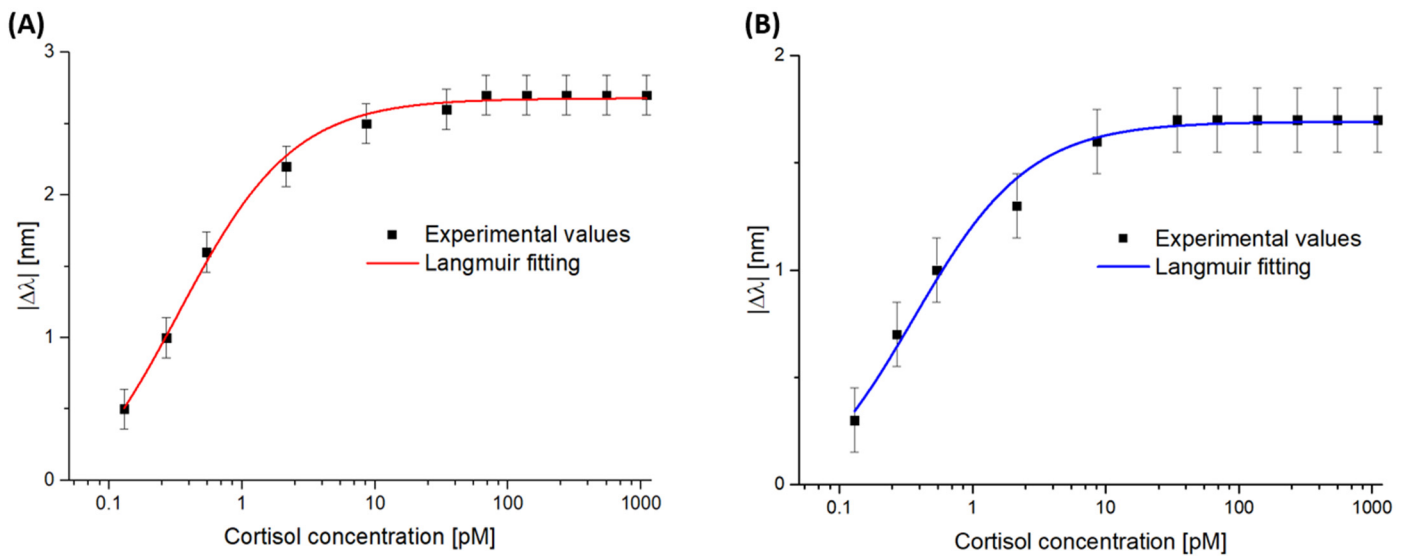 (A)
3
2
1
0
|Δλ| [nm]
Experimental values
Langmuir fitting
0.1 1 10 100 1000
Cortisol concentration [pM]
(B)
2
1
0
|Δλ| [nm]
Experimental values
Langmuir fitting
0.1 1 10 100 1000
Cortisol concentration [pM]